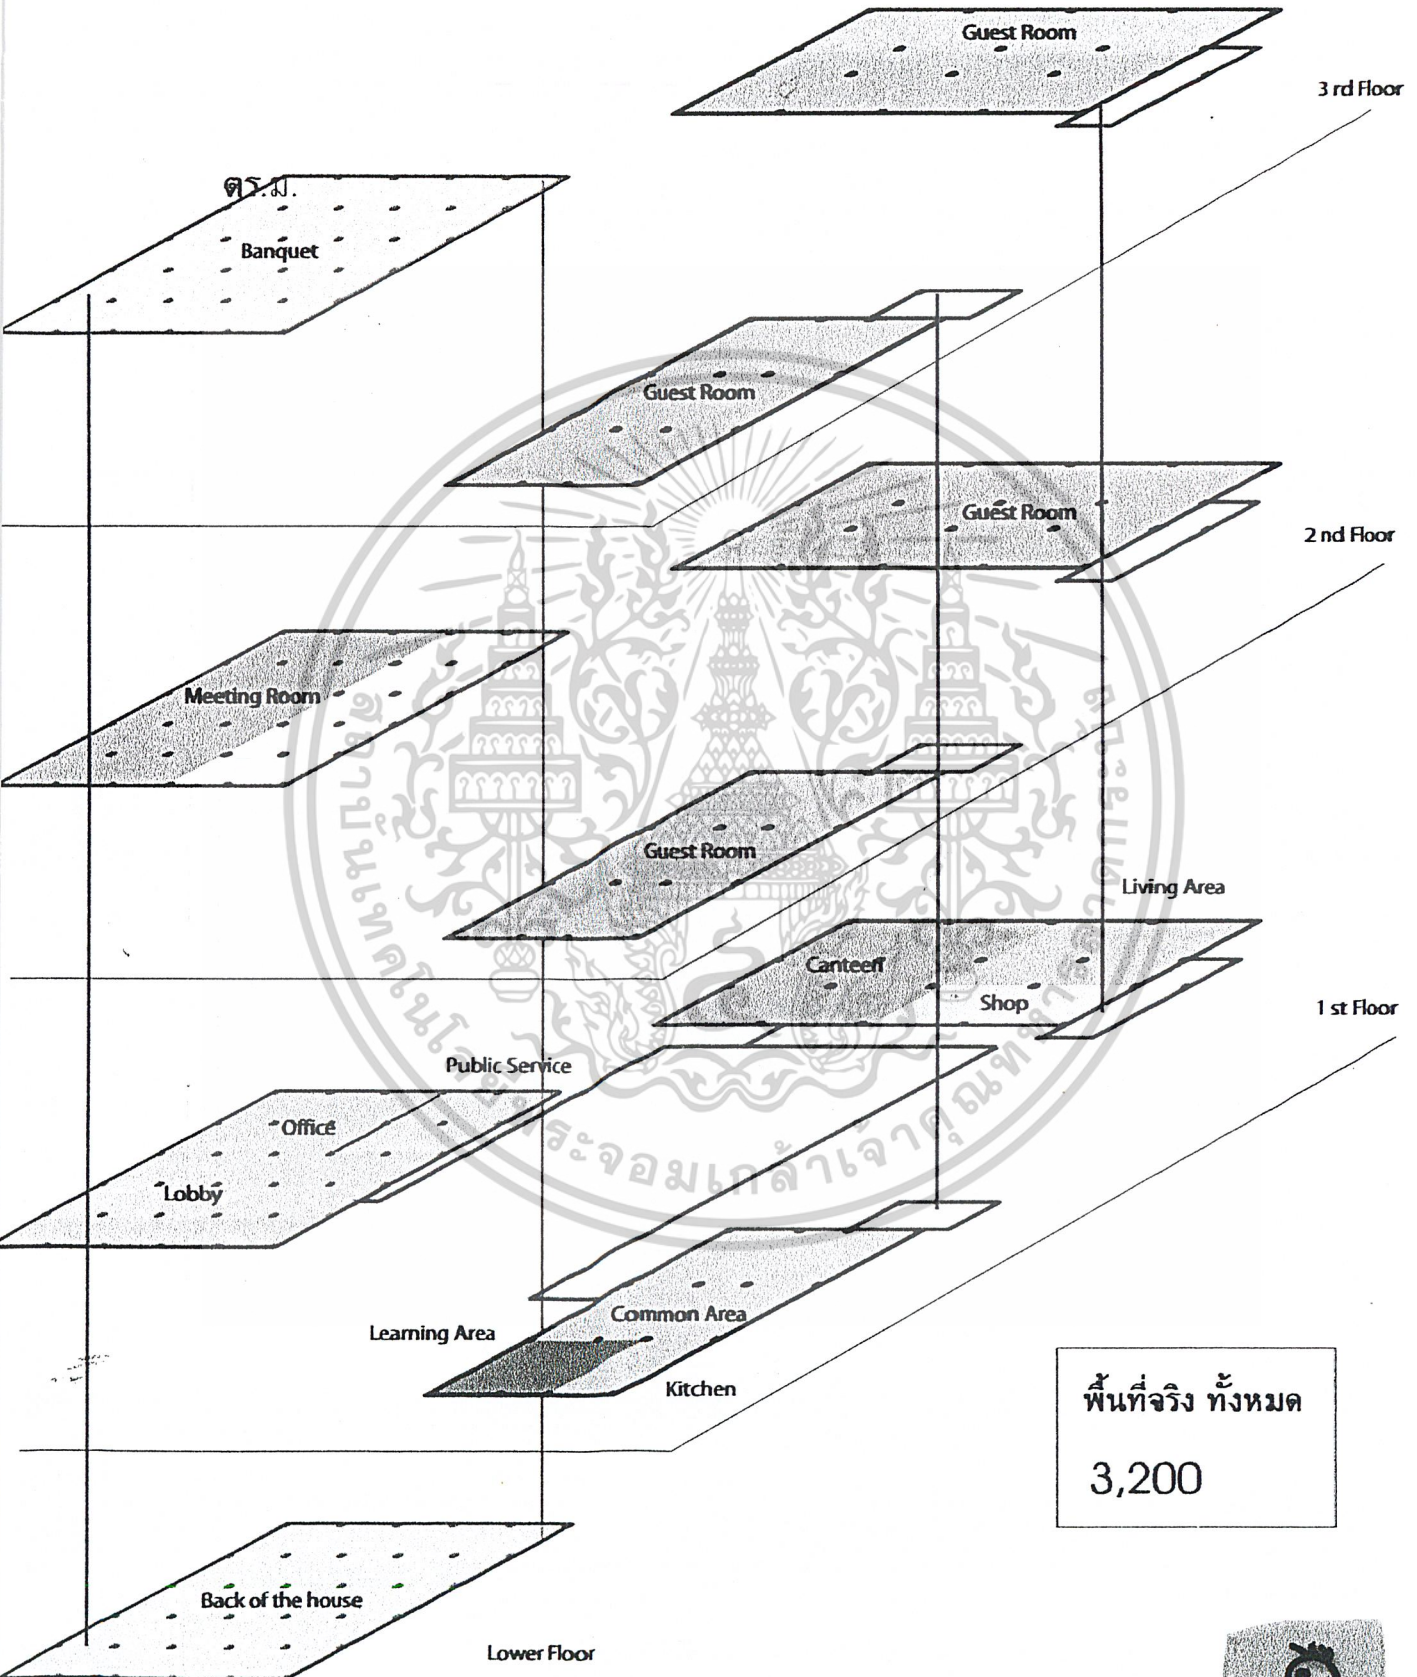 Guest Room
3 rd Floor
ตร.ม.
Banquet
Guest Room
Guest Room
2 nd Floor
Meeting Room
Guest Room
Living Area
Canteen
Shop
1 st Floor
Public Service
Office
Lobby
Common Area
Learning Area
Kitchen
พื้นที่จริง ทั้งหมด
3,200
Back of the house
Lower Floor